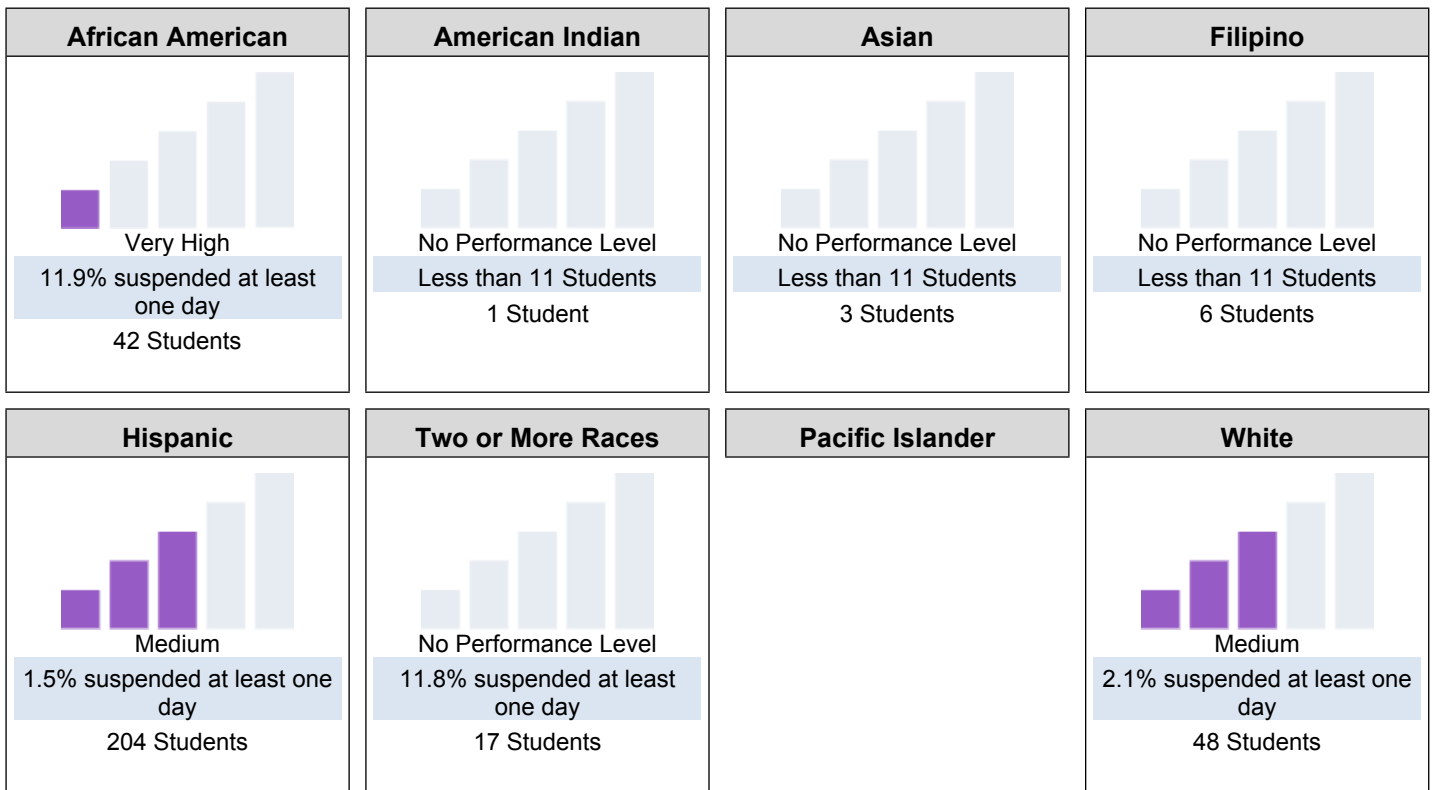 African American
Very High
11.9% suspended at least
one day
42 Students
American Indian
No Performance Level
Less than 11 Students
1 Student
Asian
No Performance Level
Less than 11 Students
3 Students
Filipino
No Performance Level
Less than 11 Students
6 Students
Hispanic
Medium
1.5% suspended at least one
day
204 Students
Two or More Races
No Performance Level
11.8% suspended at least
one day
17 Students
Pacific Islander
White
Medium
2.1% suspended at least one
day
48 Students